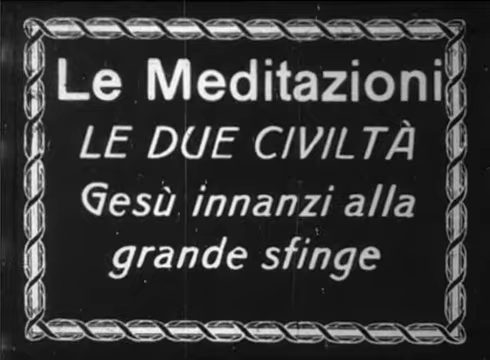 Le Meditazioni
LE DUE CIVILTÀ
Gesù innanzi alla
grande sfinge